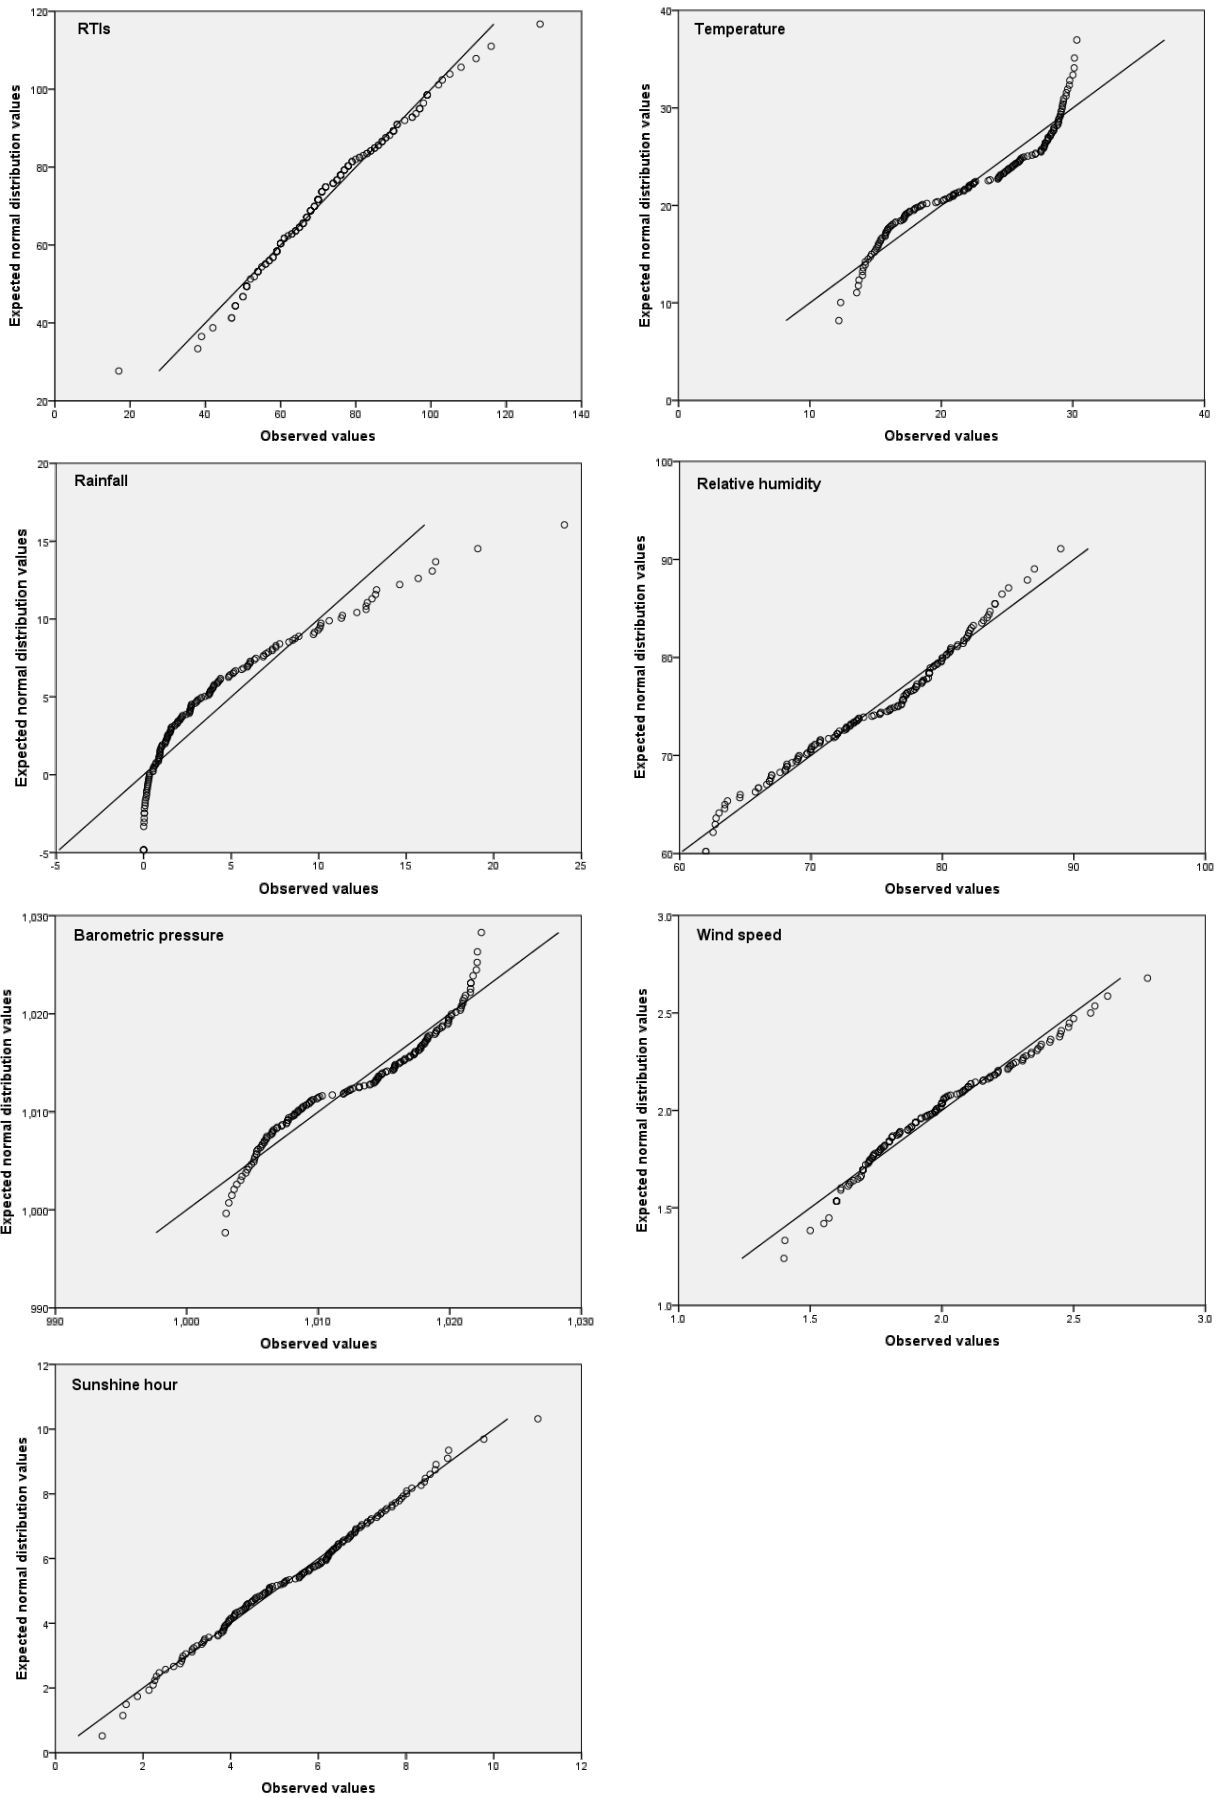 RTIs
Expected normal distribution values
120
100
80
60
40
20
0 20 40 60 80 100 120 140
Observed values
Temperature
Expected normal distribution values
40
30
20
10
0
0 10 20 30 40
Observed values
Rainfall
Expected normal distribution values
20
15
10
5
0
-5
-5 0 5 10 15 20 25
Observed values
Relative humidity
Expected normal distribution values
100
90
80
70
60
60 70 80 90 100
Observed values
Barometric pressure
Expected normal distribution values
1,030
1,020
1,010
1,000
990
990 1,000 1,010 1,020 1,030
Observed values
Wind speed
Expected normal distribution values
3.0
2.5
2.0
1.5
1.0
1.0 1.5 2.0 2.5 3.0
Observed values
Sunshine hour
Expected normal distribution values
12
10
8
6
4
2
0
0 2 4 6 8 10 12
Observed values